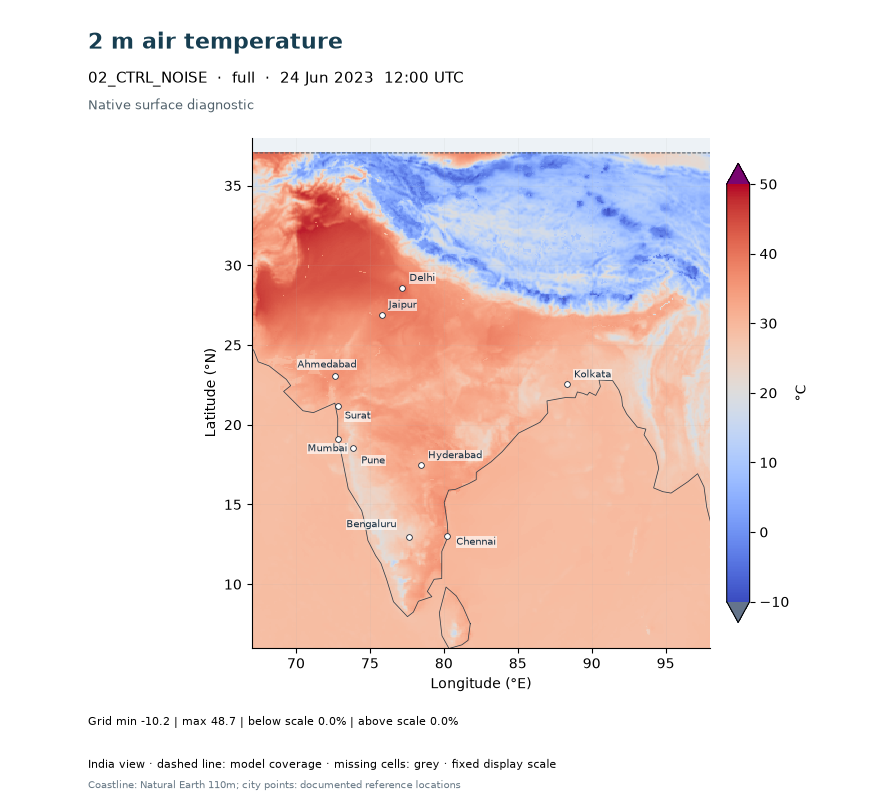 2 m air temperature
02_CTRL_NOISE · full · 24 Jun 2023 12:00 UTC
Native surface diagnostic
35
30
25
20
15
10
Latitude (°N)
Delhi
Jaipur
Ahmedabad
Kolkata
Surat
Mumbai
Pune
Hyderabad
Bengaluru
Chennai
70
75
80
85
90
95
Longitude (°E)
50
40
30
20
10
0
−10
°C
Grid min -10.2 | max 48.7 | below scale 0.0% | above scale 0.0%
India view · dashed line: model coverage · missing cells: grey · fixed display scale
Coastline: Natural Earth 110m; city points: documented reference locations